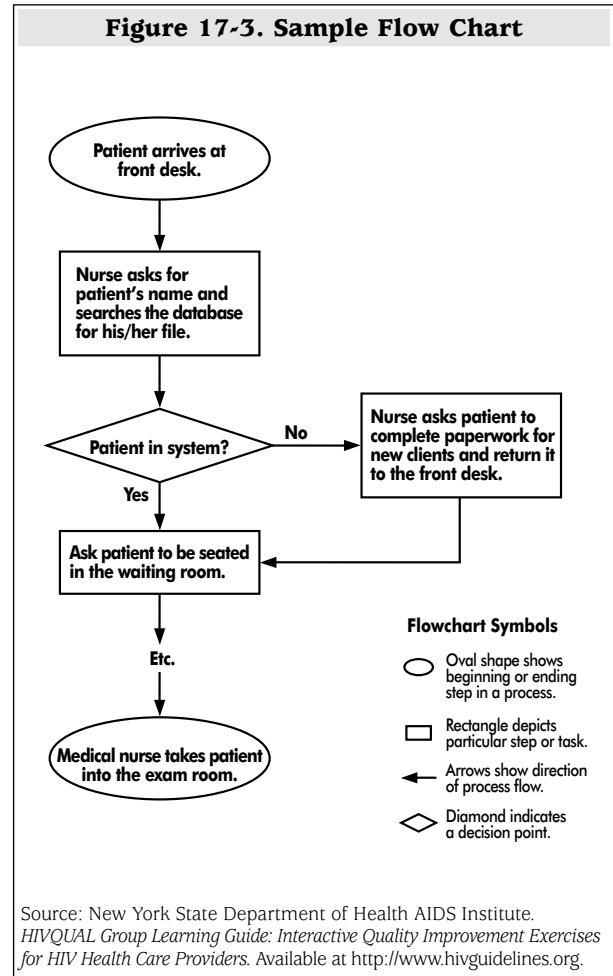 Figure 17-3. Sample Flow Chart
Patient arrives at
front desk.
Nurse asks for
patient's name and
searches the database
for his/her file.
Patient in system?
No
Nurse asks patient to
complete paperwork for
new clients and return it
to the front desk.
Yes
Ask patient to be seated
in the waiting room.
Etc.
Medical nurse takes patient
into the exam room.
Flowchart Symbols
Oval shape shows
beginning or ending
step in a process.
Rectangle depicts
particular step or task.
Arrows show direction
of process flow.
Diamond indicates
a decision point.
Source: New York State Department of Health AIDS Institute.
HIVQUAL Group Learning Guide: Interactive Quality Improvement Exercises
for HIV Health Care Providers. Available at http://www.hivguidelines.org.